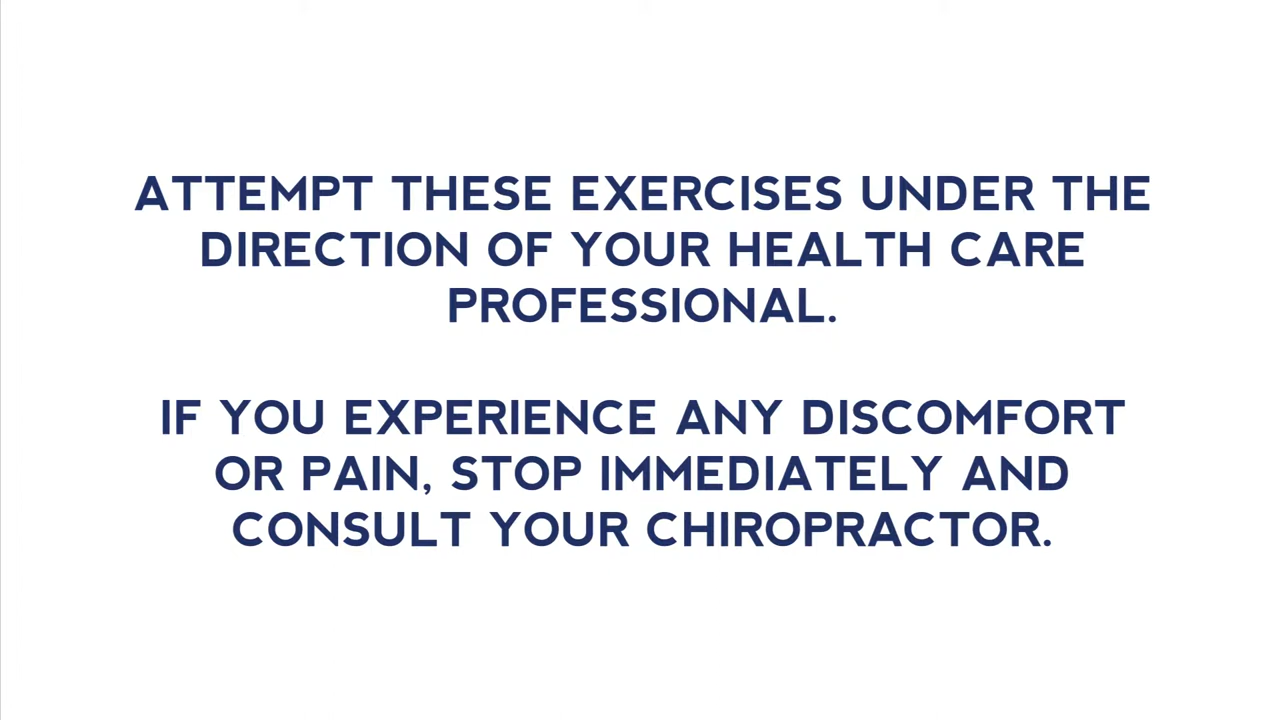 ATTEMPT THESE EXERCISES UNDER THE
DIRECTION OF YOUR HEALTH CARE
PROFESSIONAL.
IF YOU EXPERIENCE ANY DISCOMFORT
OR PAIN, STOP IMMEDIATELY AND
CONSULT YOUR CHIROPRACTOR.